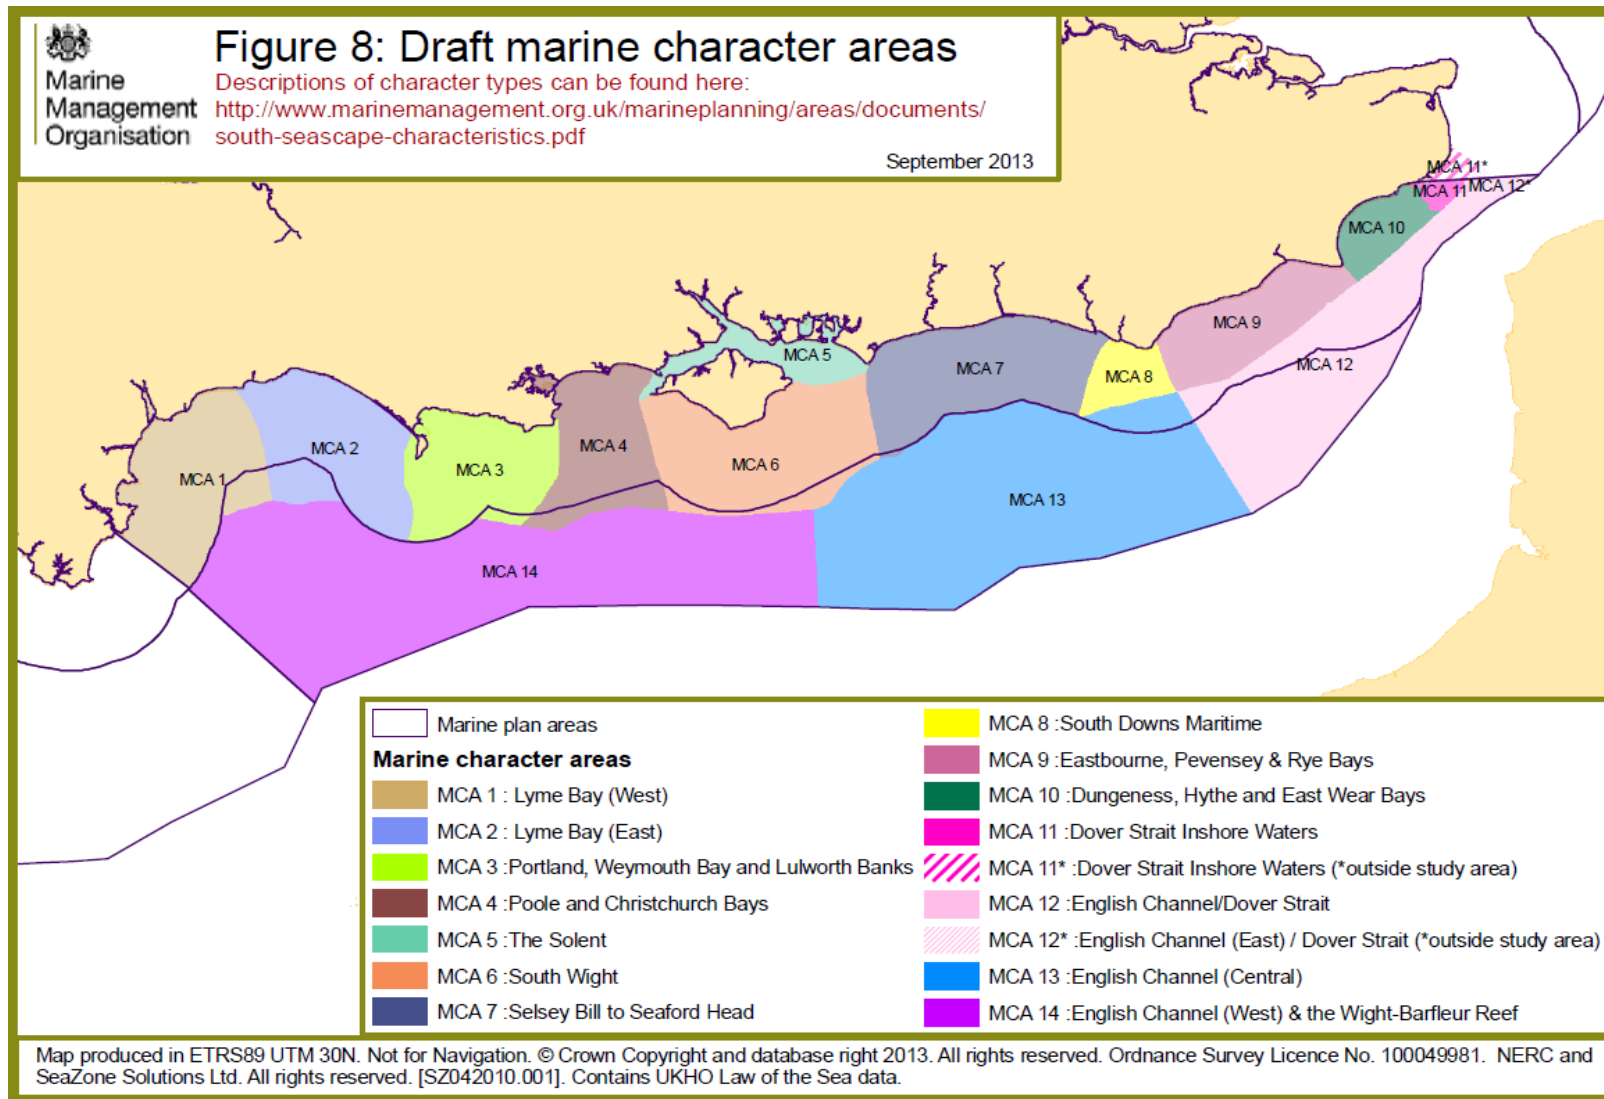 Marine
Management
Organisation
Figure 8: Draft marine character areas
Descriptions of character types can be found here:
http://www.marinemanagement.org.uk/marineplanning/areas/documents/
south-seascape-characteristics.pdf
September 2013
MCA 11*
MCA 11
MCA 12*
MCA 10
MCA 9
MCA 12
MCA 5
MCA 7
MCA 8
MCA 2
MCA 4
MCA 1
MCA 3
MCA 6
MCA 13
MCA 14
Marine plan areas
Marine character areas
MCA 1 : Lyme Bay (West)
MCA 2 : Lyme Bay (East)
MCA 3 :Portland, Weymouth Bay and Lulworth Banks
MCA 4 :Poole and Christchurch Bays
MCA 5 :The Solent
MCA 6 :South Wight
MCA 7 :Selsey Bill to Seaford Head
MCA 8 :South Downs Maritime
MCA 9 :Eastbourne, Pevensey & Rye Bays
MCA 10 :Dungeness, Hythe and East Wear Bays
MCA 11 :Dover Strait Inshore Waters
MCA 11* :Dover Strait Inshore Waters (*outside study area)
MCA 12 :English Channel/Dover Strait
MCA 12* :English Channel (East) / Dover Strait (*outside study area)
MCA 13 :English Channel (Central)
MCA 14 :English Channel (West) & the Wight-Barfleur Reef
Map produced in ETRS89 UTM 30N. Not for Navigation. © Crown Copyright and database right 2013. All rights reserved. Ordnance Survey Licence No. 100049981. NERC and
SeaZone Solutions Ltd. All rights reserved. [SZ042010.001]. Contains UKHO Law of the Sea data.